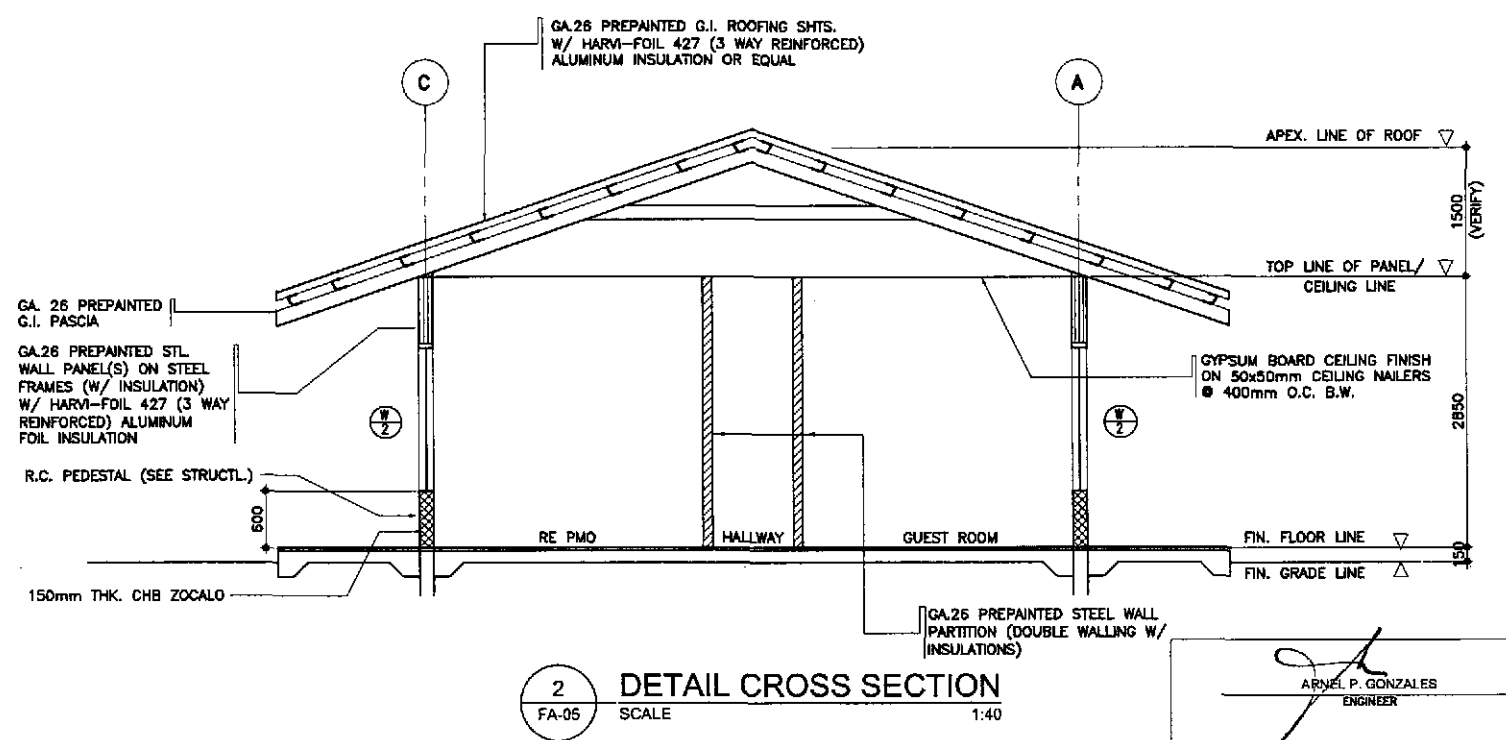 GA.26 PREPAINTED G.I. ROOFING SHTS.
W/ HARVI-FOIL 427 (3 WAY REINFORCED)
ALUMINUM INSULATION OR EQUAL
C
A
APEX. LINE OF ROOF
1500
(VERIFY)
TOP LINE OF PANEL/
CEILING LINE
GA. 26 PREPAINTED
G.I. PASCIA
GA.26 PREPAINTED STL.
WALL PANEL(S) ON STEEL
FRAMES (W/ INSULATION)
W/ HARVI-FOIL 427 (3 WAY
REINFORCED) ALUMINUM
FOIL INSULATION
GYPSUM BOARD CEILING FINISH
ON 50x50mm CEILING NAILERS
@ 400mm O.C. B.W.
2850
W
2
W
2
R.C. PEDESTAL (SEE STRUCTL.)
600
RE PMO
HALLWAY
GUEST ROOM
FIN. FLOOR LINE
150
FIN. GRADE LINE
150mm THK. CHB ZOCALO
GA.26 PREPAINTED STEEL WALL
PARTITION (DOUBLE WALLING W/
INSULATIONS)
2
FA-05
DETAIL CROSS SECTION
SCALE
1:40
ARNEL P. GONZALES
ENGINEER